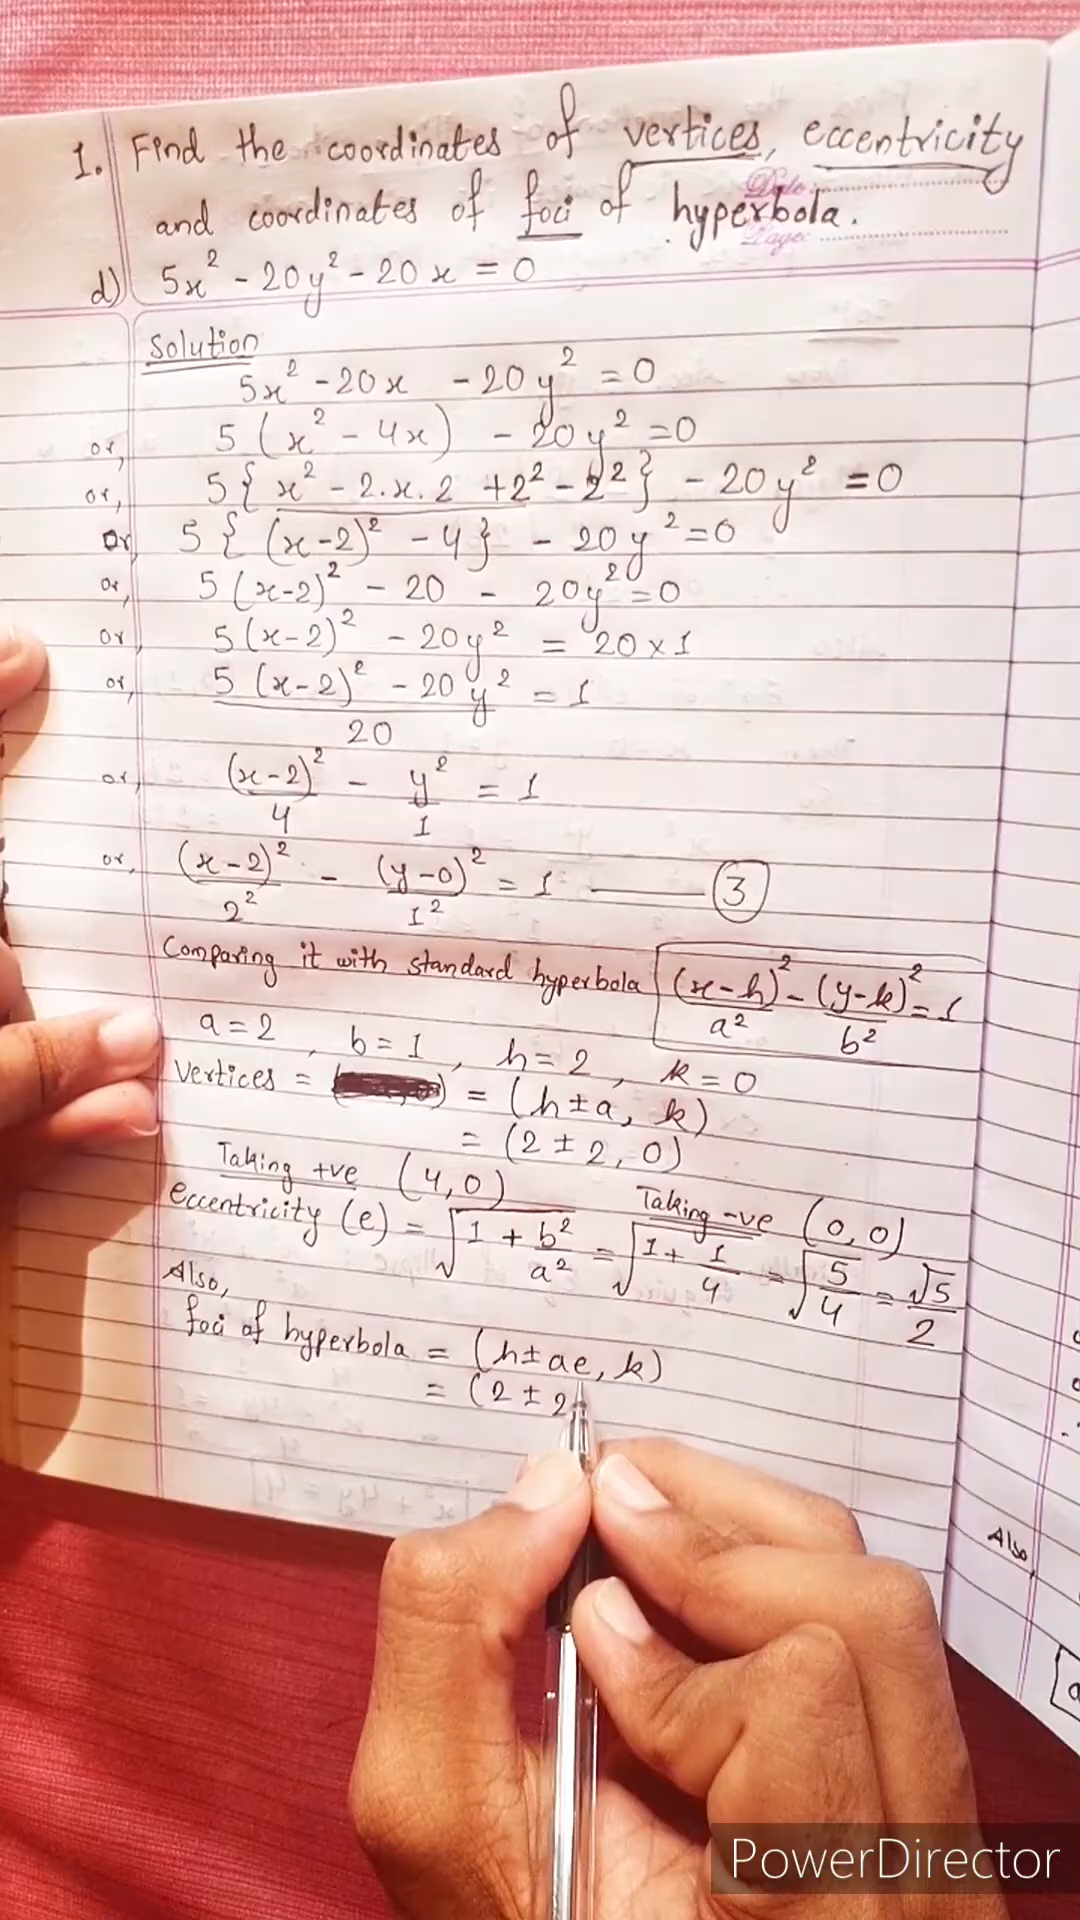 1. Find the coordinates of vertices, eccentricity
Date:
and coordinates of foci of hyperbola.
Page:
d) 5x² - 20y² - 20x = 0
Solution
5x² - 20x - 20y² = 0
or, 5(x² - 4x) - 20y² = 0
or, 5{x² - 2.x.2 + 2² - 2²} - 20y² = 0
or 5{(x-2)² - 4} - 20y² = 0
or, 5(x-2)² - 20 - 20y² = 0
or 5(x-2)² - 20y² = 20 × 1
or, (5(x-2)² - 20y²)/20 = 1
or, (x-2)²/4 - y²/1 = 1
or, (x-2)²/2² - (y-0)²/1² = 1 ——— ③
Comparing it with standard hyperbola (x-h)²/a² - (y-k)²/b² = 1
a = 2, b = 1, h = 2, k = 0
Vertices = = (h±a, k)
= (2±2, 0)
Taking +ve (4,0) Taking -ve (0,0)
eccentricity (e) = √(1 + b²/a²) = √(1 + 1/4) = √(5/4) = √5/2
Also,
foci of hyperbola = (h±ae, k)
= (2 ± 2
Also
PowerDirector